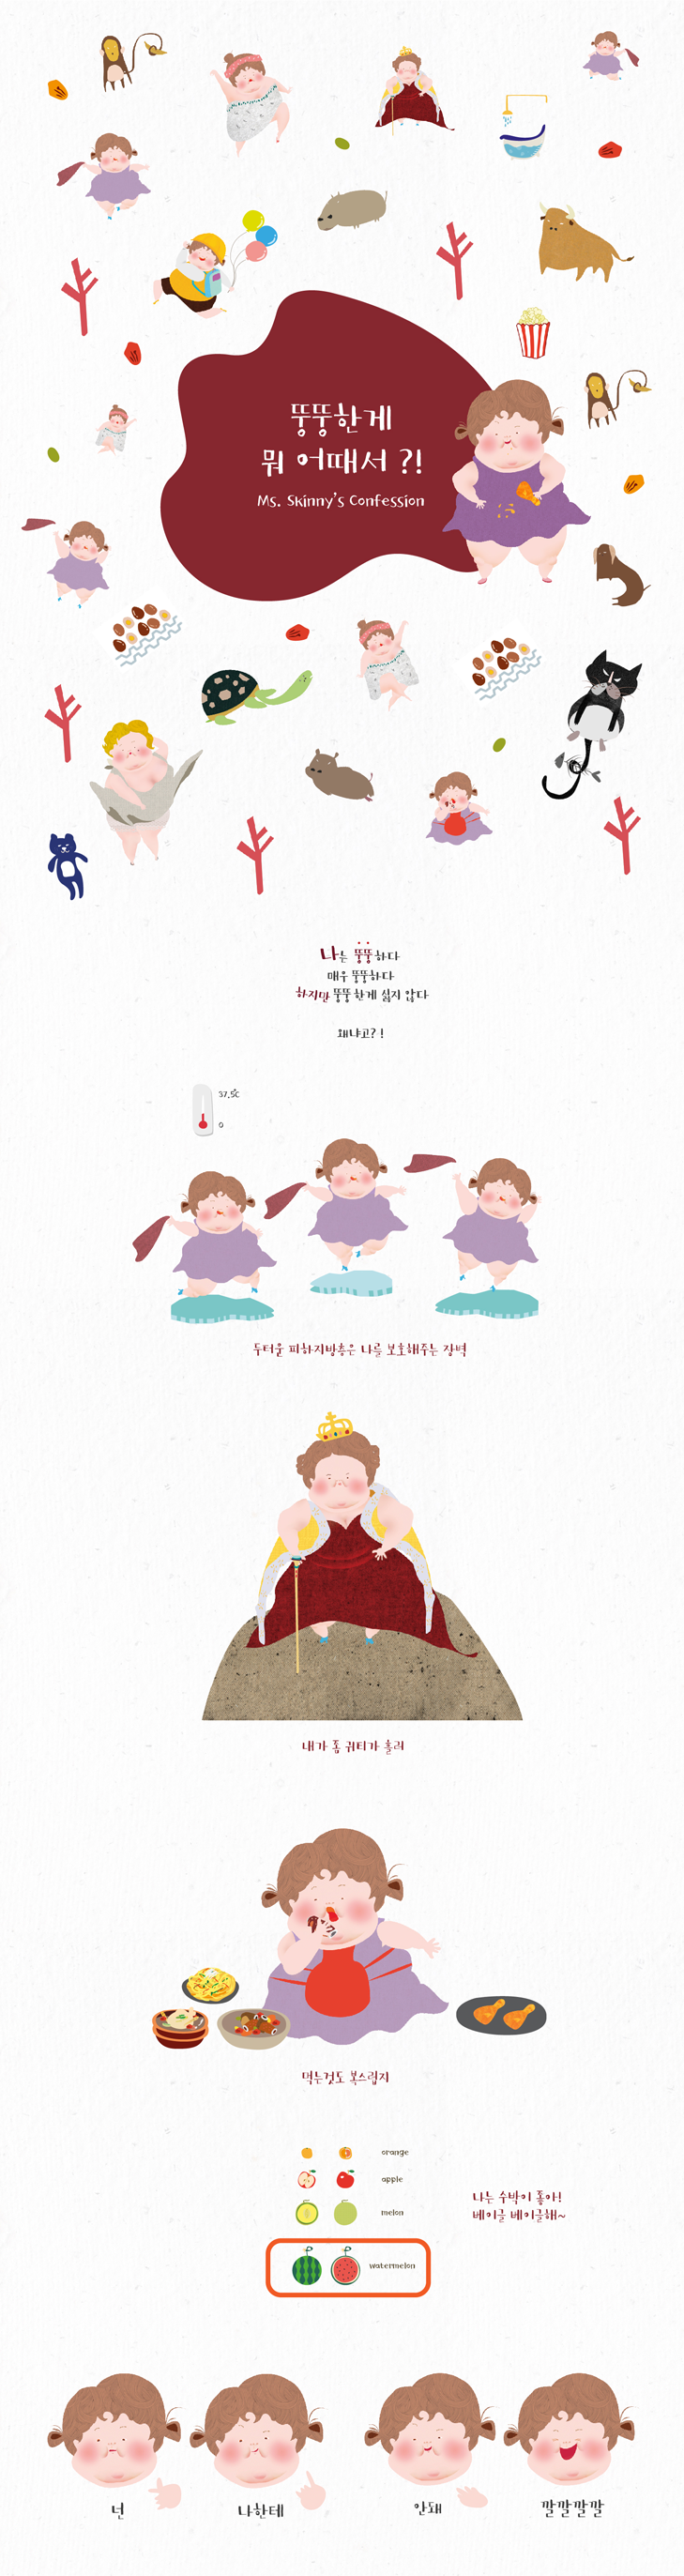 뚱뚱한게
뭐 어때서 ?!
Ms. Skinny's Confession
나는 뚱뚱하다
매우 뚱뚱하다
하지만 뚱뚱한게 싫지 않다
왜냐고? !
37.5℃
0
두터운 피하지방층은 나를 보호해주는 장벽
내가 좀 귀티가 흘러
먹는것도 복스럽지
orange
apple
melon
watermelon
나는 수박이 좋아!
베이글 베이글해~
넌
나한테
안돼
깔깔깔깔